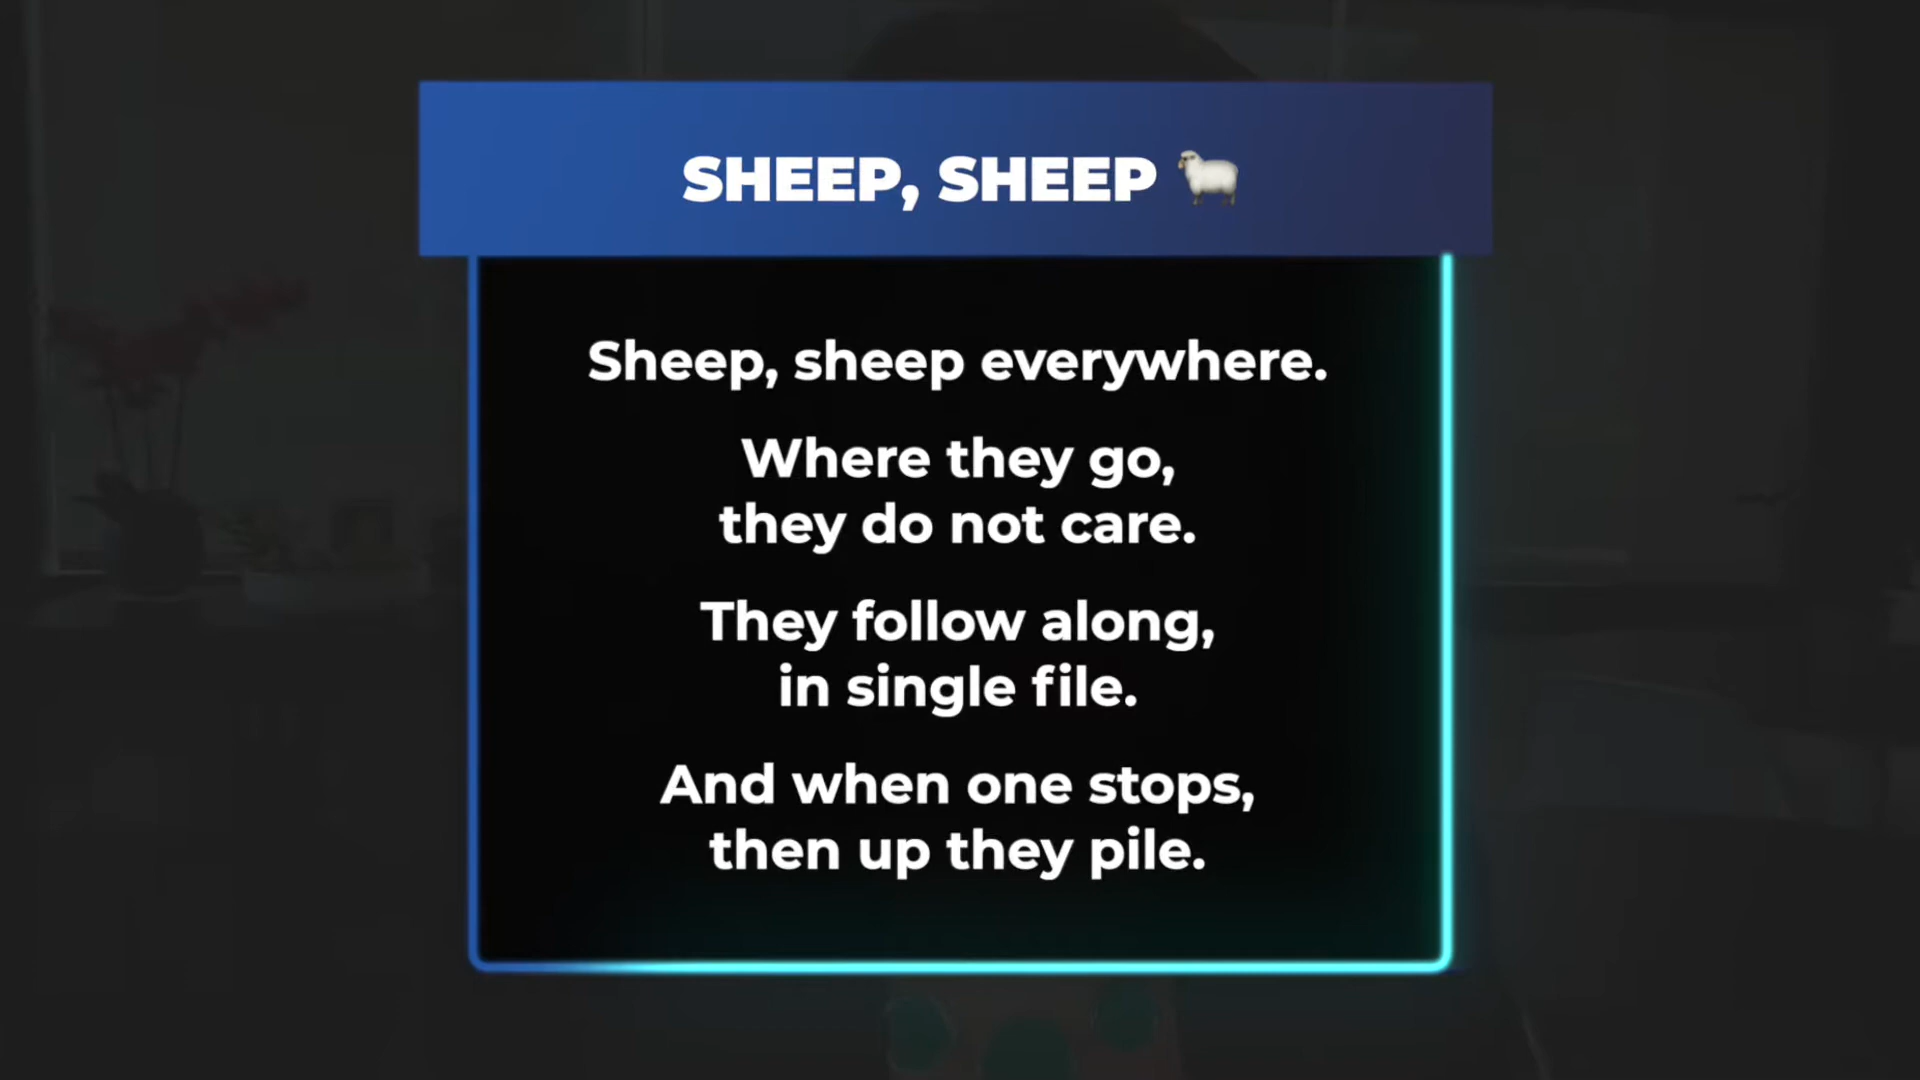 SHEEP, SHEEP 🐑
Sheep, sheep everywhere.
Where they go,
they do not care.
They follow along,
in single file.
And when one stops,
then up they pile.